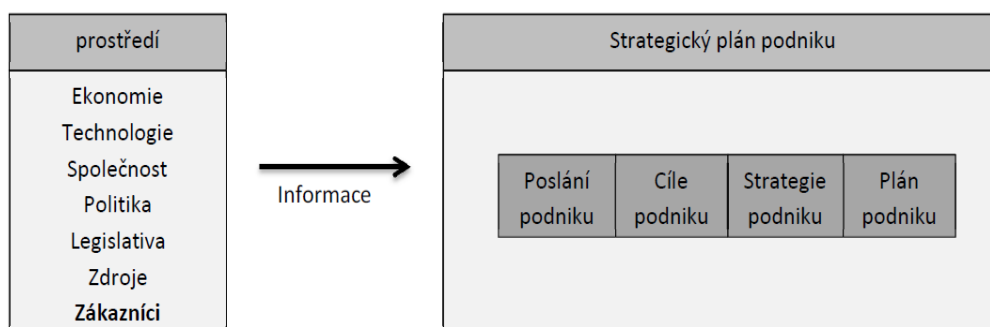 prostředí
Ekonomie
Technologie
Společnost
Politika
Legislativa
Zdroje
Zákazníci
Informace
Strategický plán podniku
Poslání podniku
Cíle podniku
Strategie podniku
Plán podniku